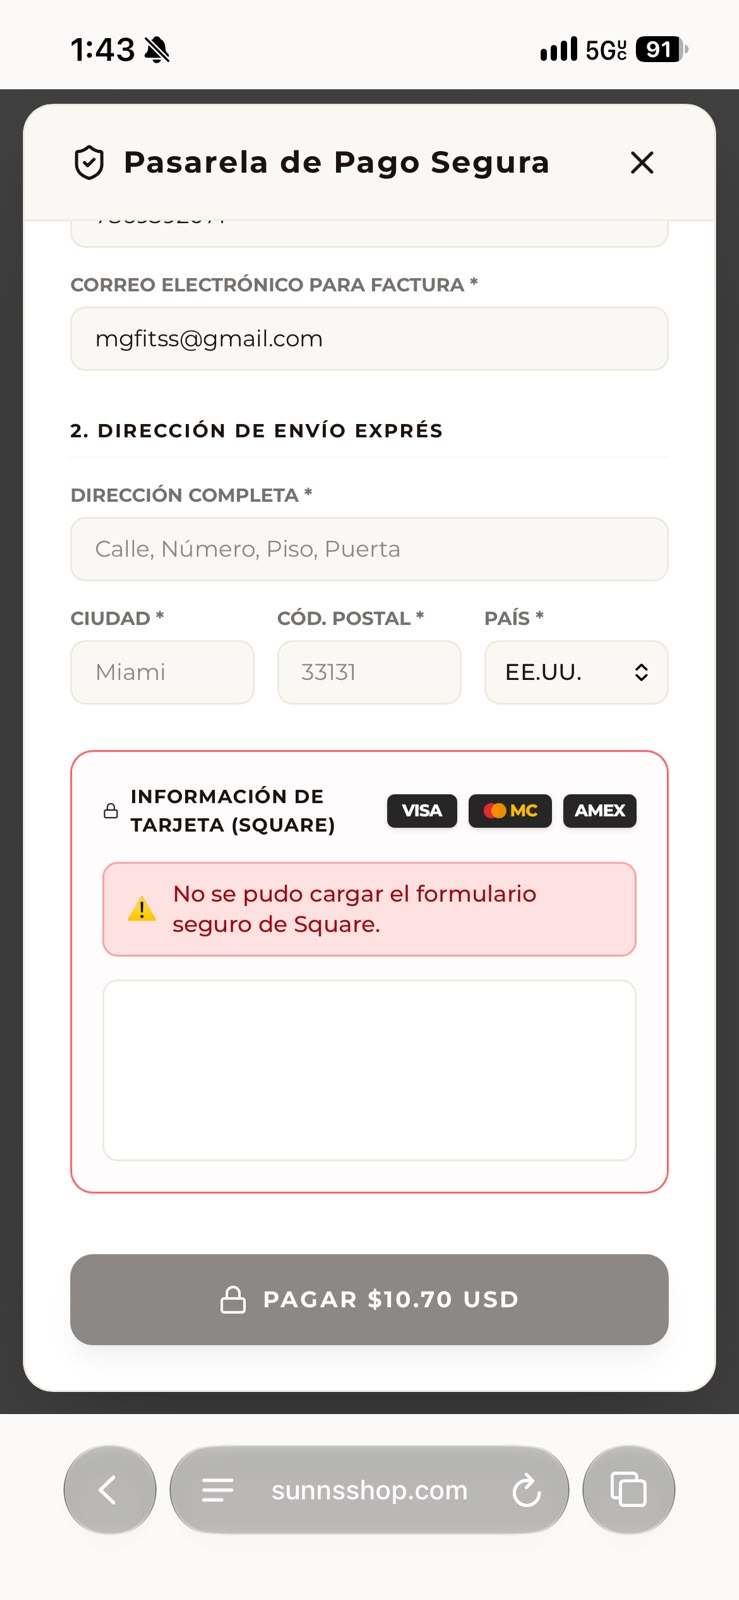 1:43
5G UC
91
Pasarela de Pago Segura
CORREO ELECTRÓNICO PARA FACTURA *
mgfitss@gmail.com
2. DIRECCIÓN DE ENVÍO EXPRÉS
DIRECCIÓN COMPLETA *
Calle, Número, Piso, Puerta
CIUDAD * CÓD. POSTAL * PAÍS *
Miami 33131 EE.UU.
INFORMACIÓN DE
TARJETA (SQUARE)
VISA MC AMEX
No se pudo cargar el formulario
seguro de Square.
PAGAR $10.70 USD
sunnsshop.com